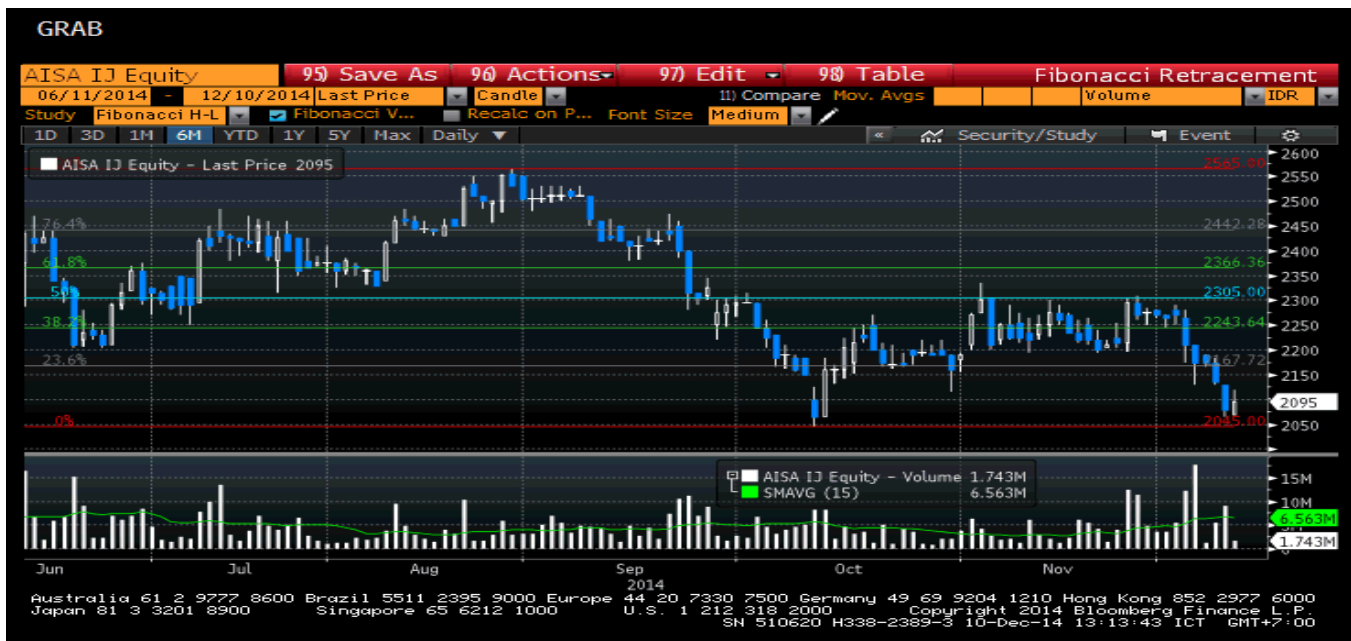 GRAB
AISA IJ Equity 95) Save As 96) Actions 97) Edit 98) Table Fibonacci Retracement
06/11/2014 - 12/10/2014 Last Price Candle 11) Compare Mov. Avgs Volume IDR
Study Fibonacci H-L Fibonacci V... Recalc on P... Font Size Medium
1D 3D 1M 6M YTD 1Y 5Y Max Daily ▼ « Security/Study Event
AISA IJ Equity - Last Price 2095
2565.00
2600
2550
2500
76.4% 2442.28
2450
2400
61.8% 2366.36
2350
50% 2305.00
2300
38.2% 2243.64
2250
2200
23.6% 2167.72
2150
2095
0% 2045.00
2050
AISA IJ Equity - Volume 1.743M
SMAVG (15) 6.563M
15M
10M
6.563M
1.743M
0
Jun Jul Aug Sep Oct Nov
2014
Australia 61 2 9777 8600 Brazil 5511 2395 9000 Europe 44 20 7330 7500 Germany 49 69 9204 1210 Hong Kong 852 2977 6000
Japan 81 3 3201 8900 Singapore 65 6212 1000 U.S. 1 212 318 2000 Copyright 2014 Bloomberg Finance L.P.
SN 510620 H338-2389-3 10-Dec-14 13:13:43 ICT GMT+7:00